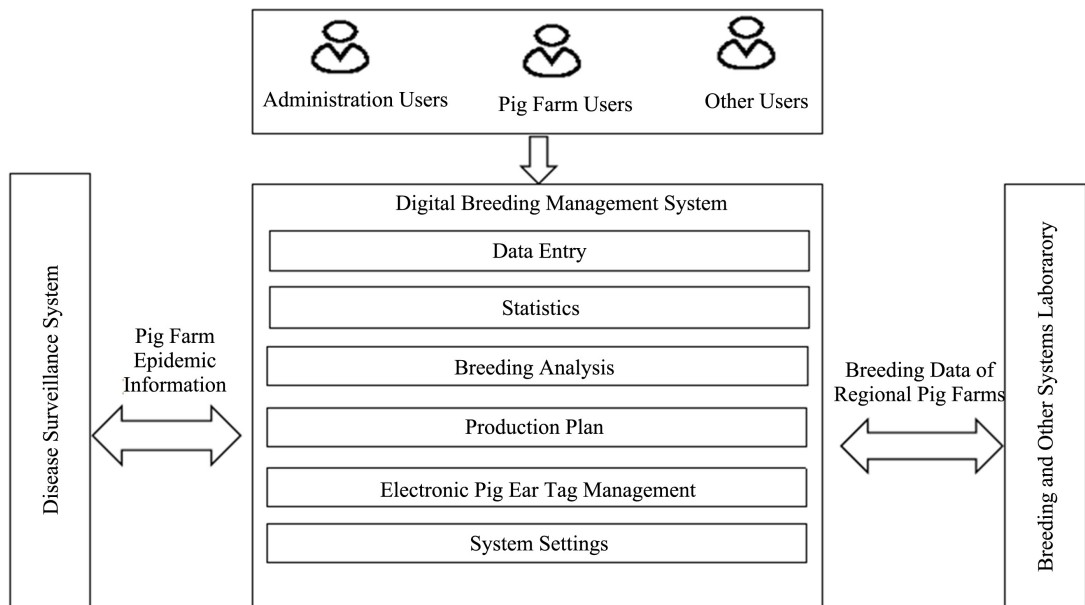 Administration Users
Pig Farm Users
Other Users
Digital Breeding Management System
Data Entry
Statistics
Breeding Analysis
Production Plan
Electronic Pig Ear Tag Management
System Settings
Disease Surveillance System
Pig Farm
Epidemic
Information
Breeding Data of
Regional Pig Farms
Breeding and Other Systems Laborarory